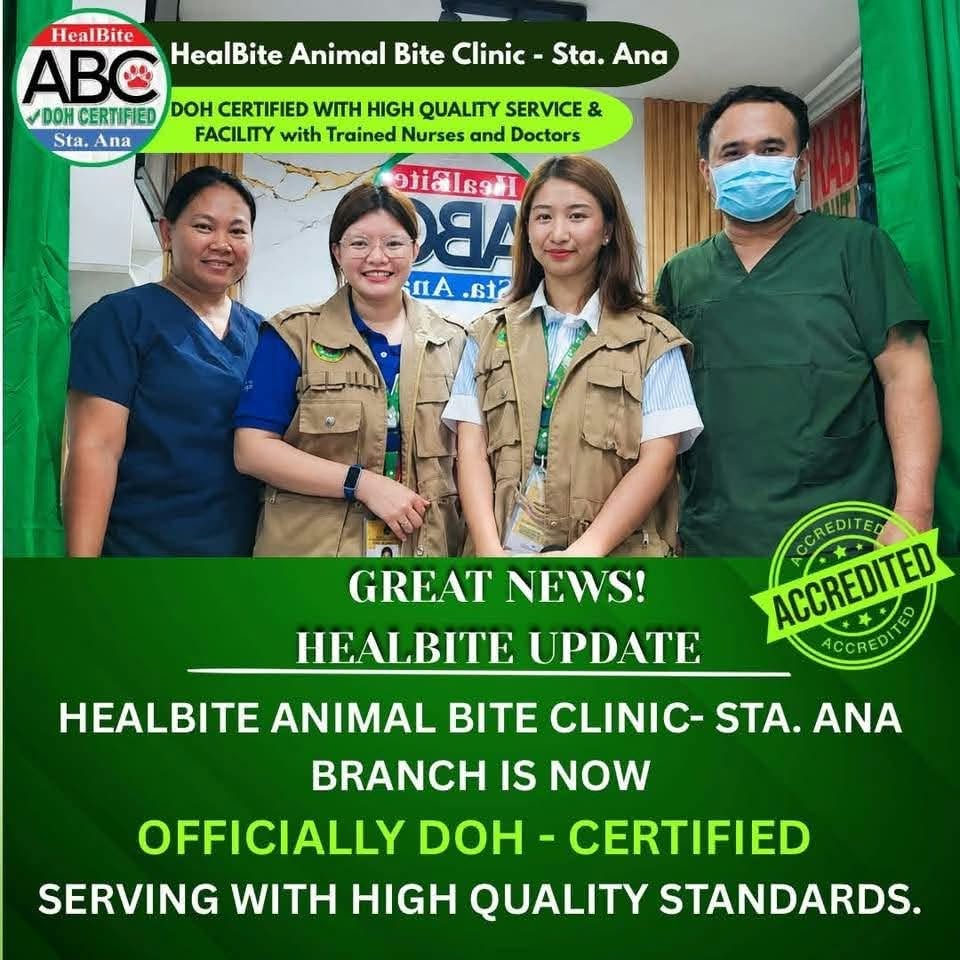 HealBite
ABC
✓DOH CERTIFIED
Sta. Ana
HealBite Animal Bite Clinic - Sta. Ana
DOH CERTIFIED WITH HIGH QUALITY SERVICE &
FACILITY with Trained Nurses and Doctors
HealBite
ABC
Sta. Ana
RAB
ACCREDITED
ACCREDITED
ACCREDITED
GREAT NEWS!
HEALBITE UPDATE
HEALBITE ANIMAL BITE CLINIC- STA. ANA
BRANCH IS NOW
OFFICIALLY DOH - CERTIFIED
SERVING WITH HIGH QUALITY STANDARDS.